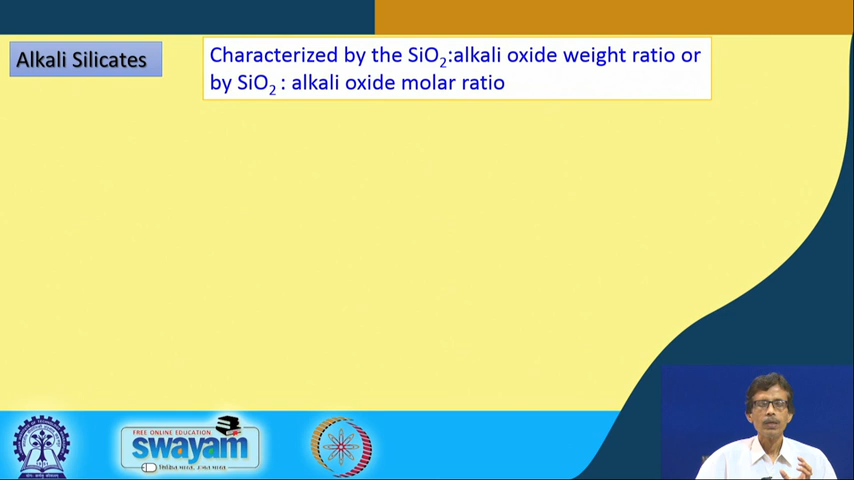 Alkali Silicates
Characterized by the SiO₂:alkali oxide weight ratio or
by SiO₂ : alkali oxide molar ratio
FREE ONLINE EDUCATION
swayam